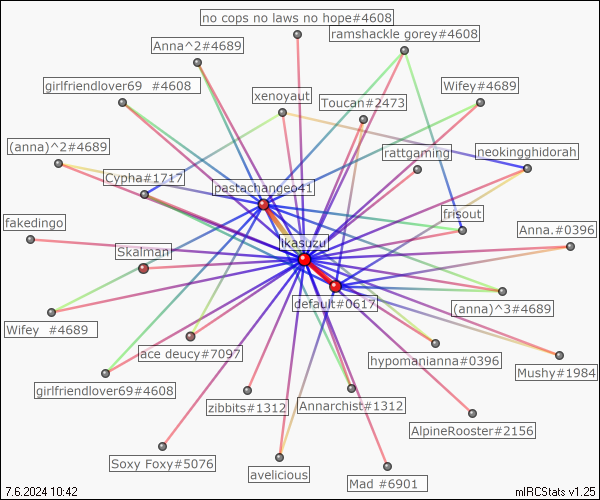 no cops no laws no hope#4608
ramshackle gorey#4608
Anna^2#4689
girlfriendlover69 #4608
Wifey#4689
xenoyaut
Toucan#2473
(anna)^2#4689
rattgaming
neokingghidorah
Cypha#1717
pastachangeo41
frisout
fakedingo
Anna.#0396
ikasuzu
Skalman
default#0617
(anna)^3#4689
Wifey #4689
ace deucy#7097
hypomanianna#0396
Mushy#1984
girlfriendlover69#4608
zibbits#1312
Annarchist#1312
AlpineRooster#2156
Soxy Foxy#5076
avelicious
Mad #6901
7.6.2024 10:42
mIRCStats v1.25